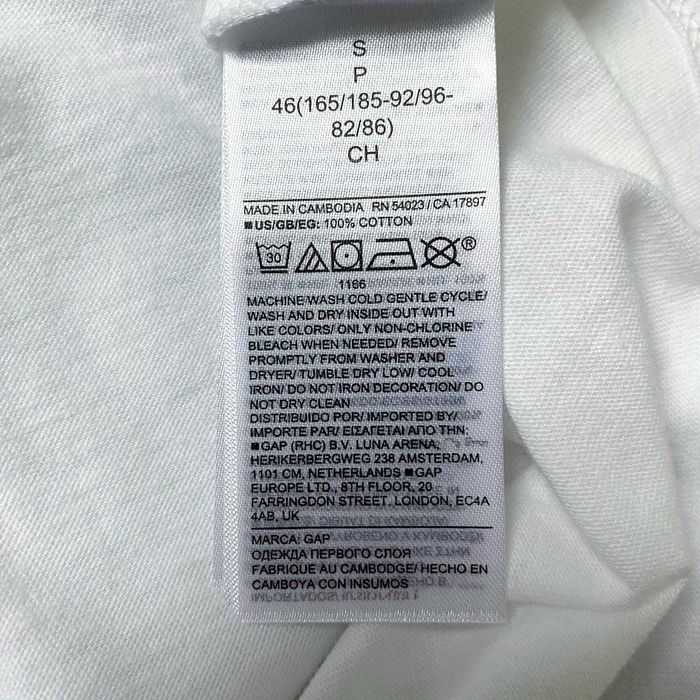 S
P
46(165/185-92/96-
82/86)
CH
MADE IN CAMBODIA RN 54023 / CA 17897
■US/GB/EG: 100% COTTON
30
®
1166
MACHINE WASH COLD GENTLE CYCLE/
WASH AND DRY INSIDE OUT WITH
LIKE COLORS/ ONLY NON-CHLORINE
BLEACH WHEN NEEDED/ REMOVE
PROMPTLY FROM WASHER AND
DRYER/ TUMBLE DRY LOW/ COOL
IRON/ DO NOT IRON DECORATION/ DO
NOT DRY CLEAN
DISTRIBUIDO POR/ IMPORTED BY/
IMPORTE PAR/ ΕΙΣΑΓΕΤΑΙ ΑΠΟ ΤΗΝ:
■GAP (RHC) B.V. LUNA ARENA,
HERIKERBERGWEG 238 AMSTERDAM,
1101 CM, NETHERLANDS ■GAP
EUROPE LTD., 8TH FLOOR, 20
FARRINGDON STREET, LONDON, EC4A
4AB, UK
MARCA: GAP
ОДЕЖДА ПЕРВОГО СЛОЯ
FABRIQUE AU CAMBODGE/ HECHO EN
CAMBOYA CON INSUMOS